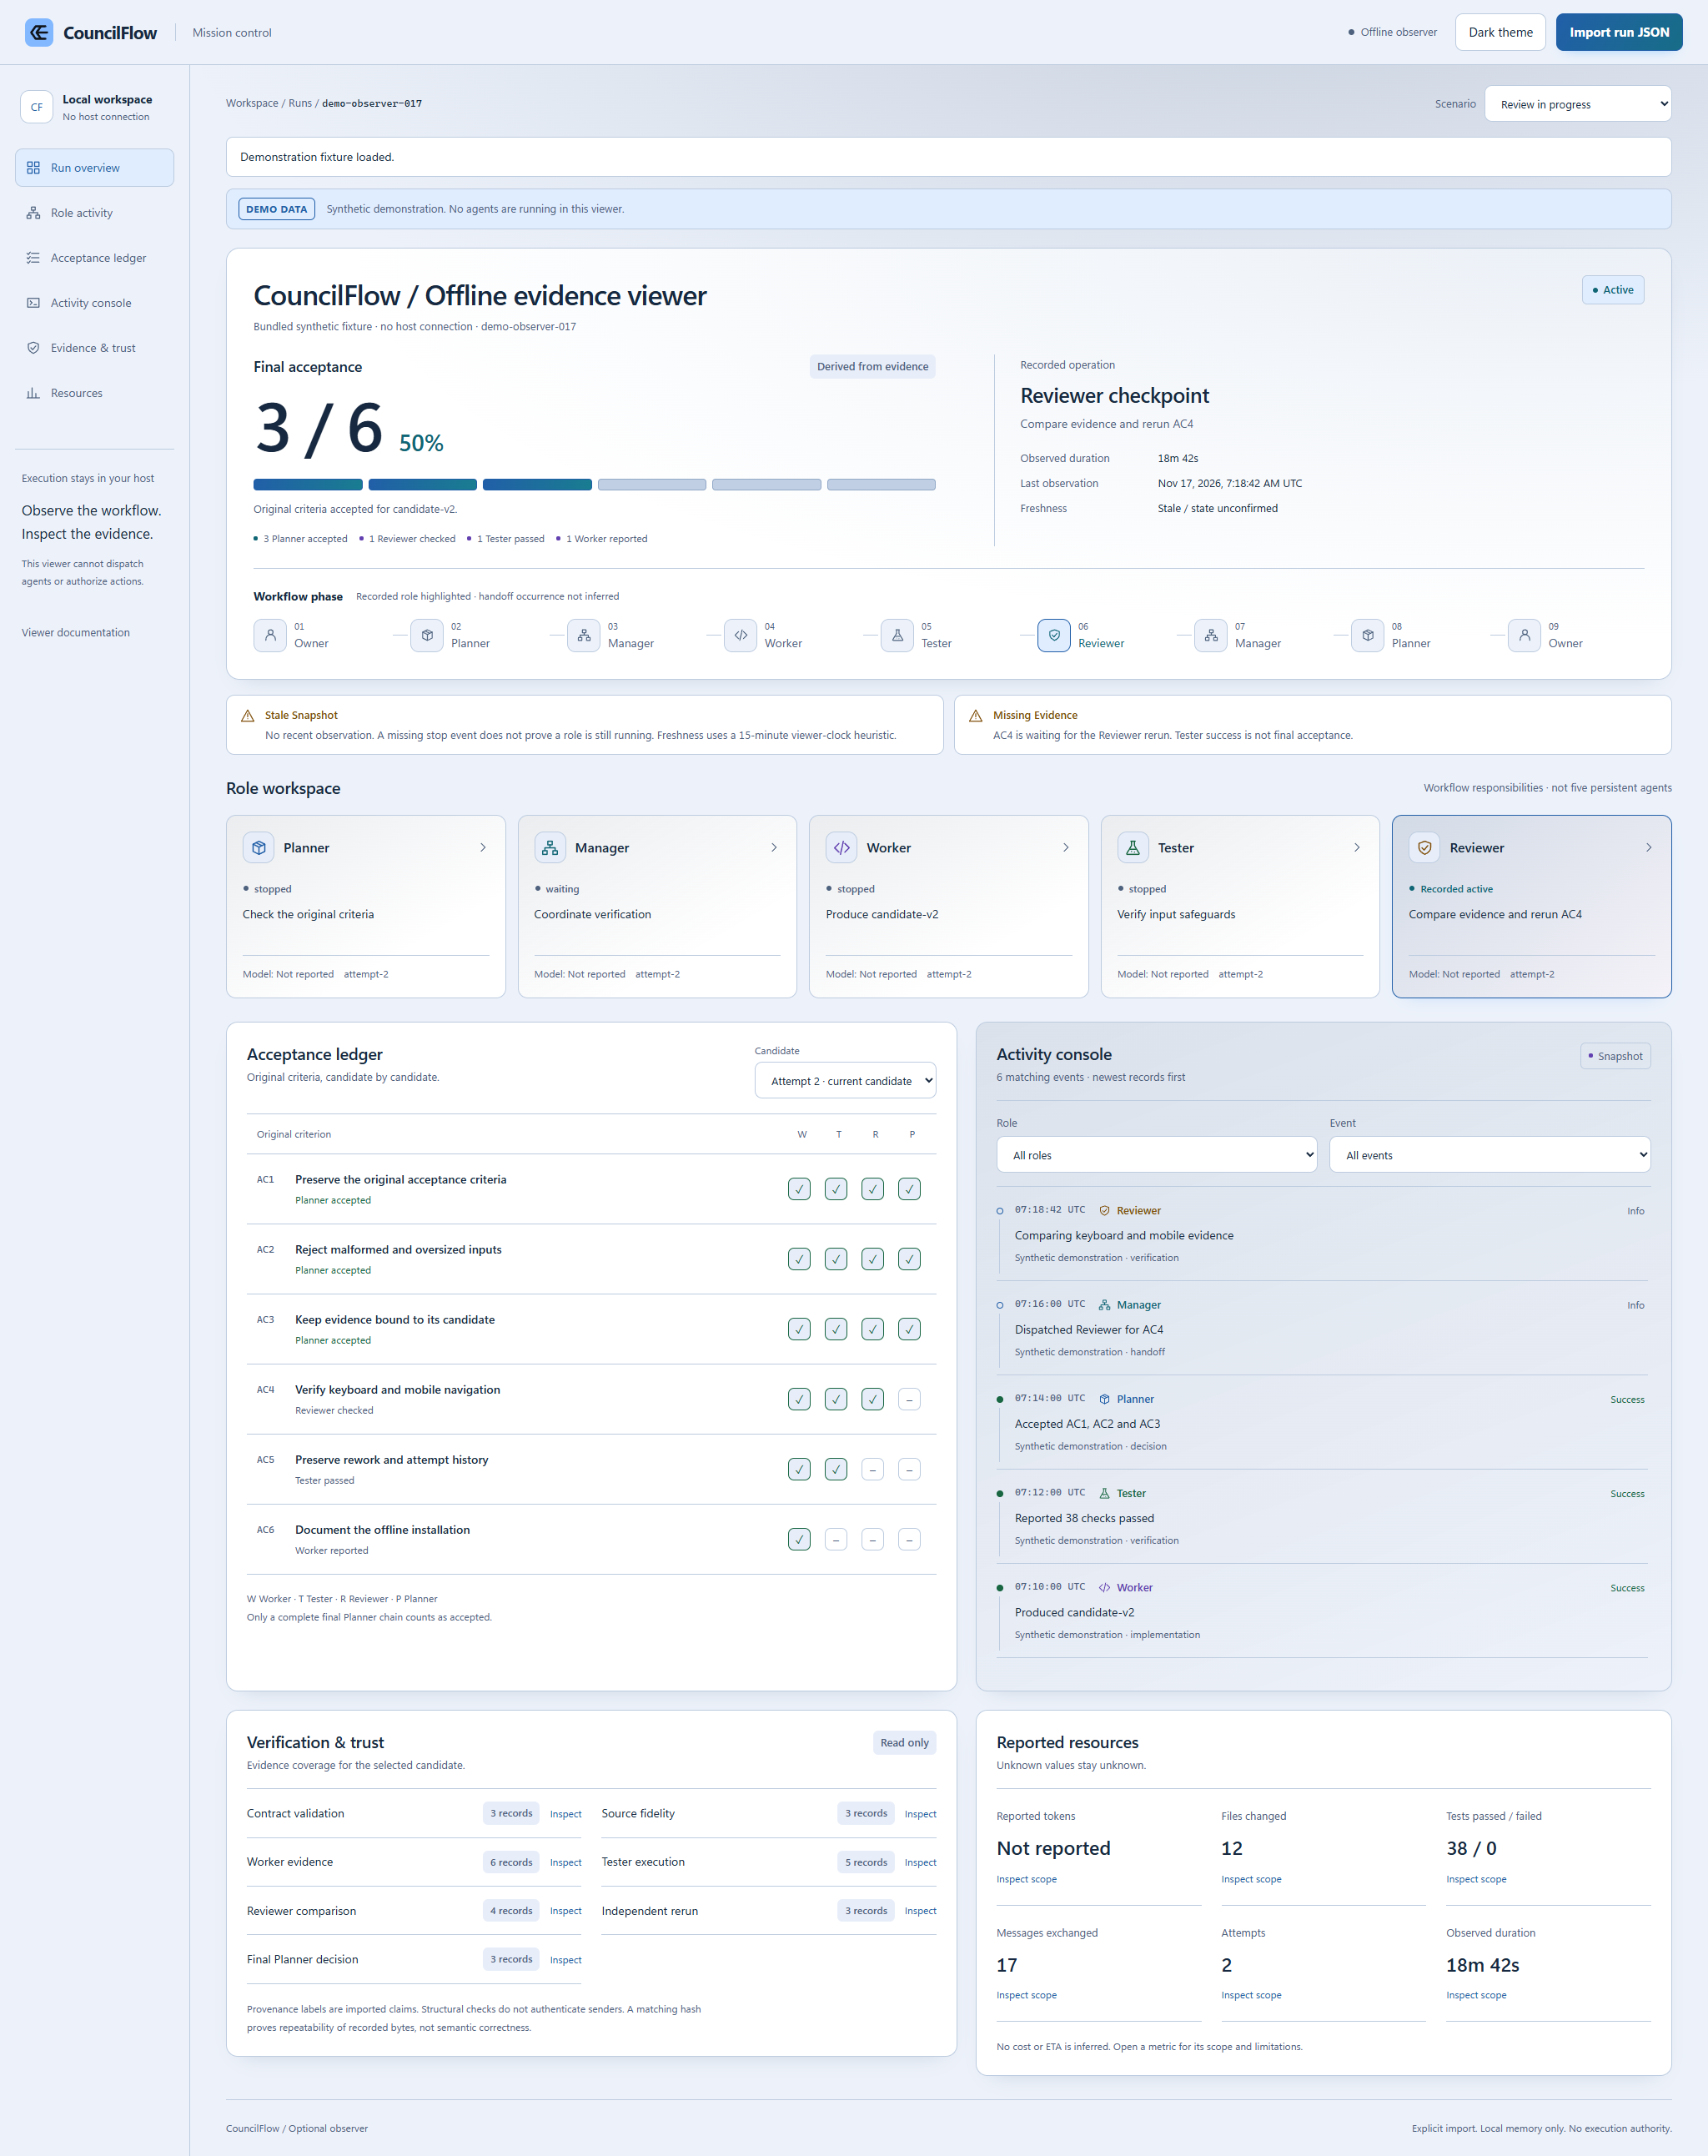 CouncilFlow
Mission control
Offline observer
Dark theme
Import run JSON
CF
Local workspace
No host connection
Run overview
Role activity
Acceptance ledger
Activity console
Evidence & trust
Resources
Execution stays in your host
Observe the workflow.
Inspect the evidence.
This viewer cannot dispatch
agents or authorize actions.
Viewer documentation
Workspace / Runs / demo-observer-017
Scenario
Review in progress
Demonstration fixture loaded.
DEMO DATA
Synthetic demonstration. No agents are running in this viewer.
CouncilFlow / Offline evidence viewer
Active
Bundled synthetic fixture · no host connection · demo-observer-017
Final acceptance
Derived from evidence
3 / 6 50%
Original criteria accepted for candidate-v2.
3 Planner accepted
1 Reviewer checked
1 Tester passed
1 Worker reported
Recorded operation
Reviewer checkpoint
Compare evidence and rerun AC4
Observed duration 18m 42s
Last observation Nov 17, 2026, 7:18:42 AM UTC
Freshness Stale / state unconfirmed
Workflow phase Recorded role highlighted · handoff occurrence not inferred
01
Owner
02
Planner
03
Manager
04
Worker
05
Tester
06
Reviewer
07
Manager
08
Planner
09
Owner
Stale Snapshot
No recent observation. A missing stop event does not prove a role is still running. Freshness uses a 15-minute viewer-clock heuristic.
Missing Evidence
AC4 is waiting for the Reviewer rerun. Tester success is not final acceptance.
Role workspace
Workflow responsibilities · not five persistent agents
Planner
stopped
Check the original criteria
Model: Not reported attempt-2
Manager
waiting
Coordinate verification
Model: Not reported attempt-2
Worker
stopped
Produce candidate-v2
Model: Not reported attempt-2
Tester
stopped
Verify input safeguards
Model: Not reported attempt-2
Reviewer
Recorded active
Compare evidence and rerun AC4
Model: Not reported attempt-2
Acceptance ledger
Original criteria, candidate by candidate.
Candidate
Attempt 2 · current candidate
Original criterion W T R P
AC1 Preserve the original acceptance criteria ✓ ✓ ✓ ✓
Planner accepted
AC2 Reject malformed and oversized inputs ✓ ✓ ✓ ✓
Planner accepted
AC3 Keep evidence bound to its candidate ✓ ✓ ✓ ✓
Planner accepted
AC4 Verify keyboard and mobile navigation ✓ ✓ ✓ –
Reviewer checked
AC5 Preserve rework and attempt history ✓ ✓ – –
Tester passed
AC6 Document the offline installation ✓ – – –
Worker reported
W Worker · T Tester · R Reviewer · P Planner
Only a complete final Planner chain counts as accepted.
Activity console
Snapshot
6 matching events · newest records first
Role
All roles
Event
All events
07:18:42 UTC Reviewer Info
Comparing keyboard and mobile evidence
Synthetic demonstration · verification
07:16:00 UTC Manager Info
Dispatched Reviewer for AC4
Synthetic demonstration · handoff
07:14:00 UTC Planner Success
Accepted AC1, AC2 and AC3
Synthetic demonstration · decision
07:12:00 UTC Tester Success
Reported 38 checks passed
Synthetic demonstration · verification
07:10:00 UTC Worker Success
Produced candidate-v2
Synthetic demonstration · implementation
Verification & trust
Read only
Evidence coverage for the selected candidate.
Contract validation 3 records Inspect
Source fidelity 3 records Inspect
Worker evidence 6 records Inspect
Tester execution 5 records Inspect
Reviewer comparison 4 records Inspect
Independent rerun 3 records Inspect
Final Planner decision 3 records Inspect
Provenance labels are imported claims. Structural checks do not authenticate senders. A matching hash
proves repeatability of recorded bytes, not semantic correctness.
Reported resources
Unknown values stay unknown.
Reported tokens
Not reported
Inspect scope
Files changed
12
Inspect scope
Tests passed / failed
38 / 0
Inspect scope
Messages exchanged
17
Inspect scope
Attempts
2
Inspect scope
Observed duration
18m 42s
Inspect scope
No cost or ETA is inferred. Open a metric for its scope and limitations.
CouncilFlow / Optional observer
Explicit import. Local memory only. No execution authority.